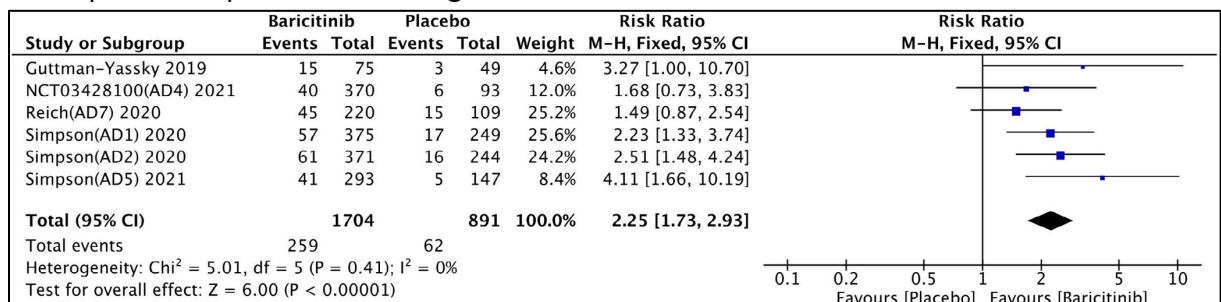 Baricitinib Placebo Risk Ratio Risk Ratio
Study or Subgroup Events Total Events Total Weight M-H, Fixed, 95% CI M-H, Fixed, 95% CI
Guttman-Yassky 2019 15 75 3 49 4.6% 3.27 [1.00, 10.70]
NCT03428100(AD4) 2021 40 370 6 93 12.0% 1.68 [0.73, 3.83]
Reich(AD7) 2020 45 220 15 109 25.2% 1.49 [0.87, 2.54]
Simpson(AD1) 2020 57 375 17 249 25.6% 2.23 [1.33, 3.74]
Simpson(AD2) 2020 61 371 16 244 24.2% 2.51 [1.48, 4.24]
Simpson(AD5) 2021 41 293 5 147 8.4% 4.11 [1.66, 10.19]
Total (95% CI) 1704 891 100.0% 2.25 [1.73, 2.93]
Total events 259 62
Heterogeneity: Chi² = 5.01, df = 5 (P = 0.41); I² = 0%
Test for overall effect: Z = 6.00 (P < 0.00001)
0.1 0.2 0.5 1 2 5 10
Favours [Placebo] Favours [Baricitinib]